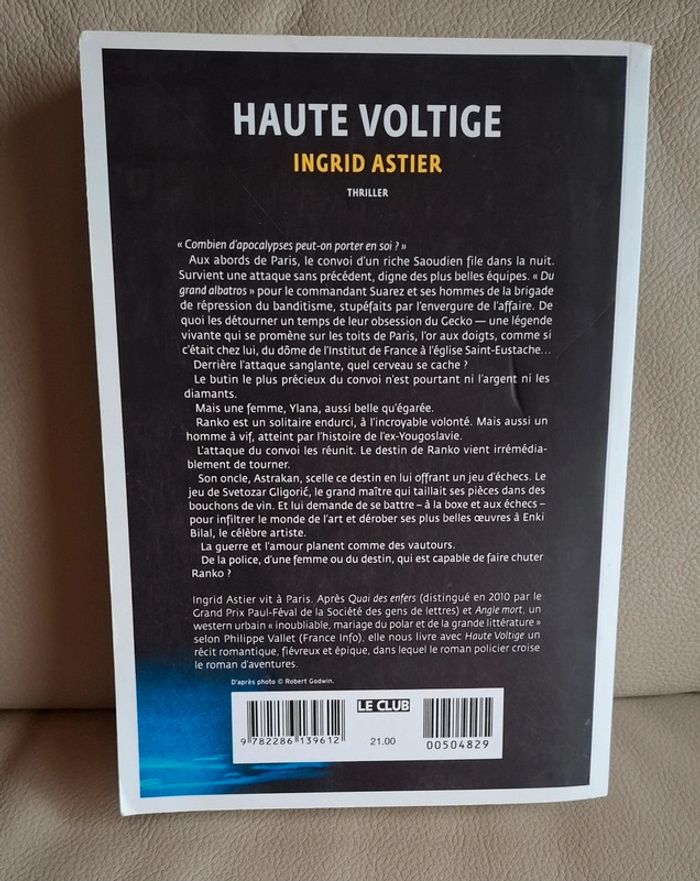 HAUTE VOLTIGE
INGRID ASTIER
THRILLER
« Combien d'apocalypses peut-on porter en soi ? »
Aux abords de Paris, le convoi d'un riche Saoudien file dans la nuit.
Survient une attaque sans précédent, digne des plus belles équipes. « Du
grand albatros » pour le commandant Suarez et ses hommes de la brigade
de répression du banditisme, stupéfaits par l'envergure de l'affaire. De
quoi les détourner un temps de leur obsession du Gecko — une légende
vivante qui se promène sur les toits de Paris, l'or aux doigts, comme si
c'était chez lui, du dôme de l'Institut de France à l'église Saint-Eustache...
Derrière l'attaque sanglante, quel cerveau se cache ?
Le butin le plus précieux du convoi n'est pourtant ni l'argent ni les
diamants.
Mais une femme, Ylana, aussi belle qu'égarée.
Ranko est un solitaire endurci, à l'incroyable volonté. Mais aussi un
homme à vif, atteint par l'histoire de l'ex-Yougoslavie.
L'attaque du convoi les réunit. Le destin de Ranko vient irrémédia-
blement de tourner.
Son oncle, Astrakan, scelle ce destin en lui offrant un jeu d'échecs. Le
jeu de Svetozar Gligorić, le grand maître qui taillait ses pièces dans des
bouchons de vin. Et lui demande de se battre – à la boxe et aux échecs –
pour infiltrer le monde de l'art et dérober ses plus belles œuvres à Enki
Bilal, le célèbre artiste.
La guerre et l'amour planent comme des vautours.
De la police, d'une femme ou du destin, qui est capable de faire chuter
Ranko ?
Ingrid Astier vit à Paris. Après Quai des enfers (distingué en 2010 par le
Grand Prix Paul-Féval de la Société des gens de lettres) et Angle mort, un
western urbain « inoubliable, mariage du polar et de la grande littérature »
selon Philippe Vallet (France Info), elle nous livre avec Haute Voltige un
récit romantique, fiévreux et épique, dans lequel le roman policier croise
le roman d'aventures.
D'après photo © Robert Godwin.
LE CLUB
9 782286 139612
21.00
00504829